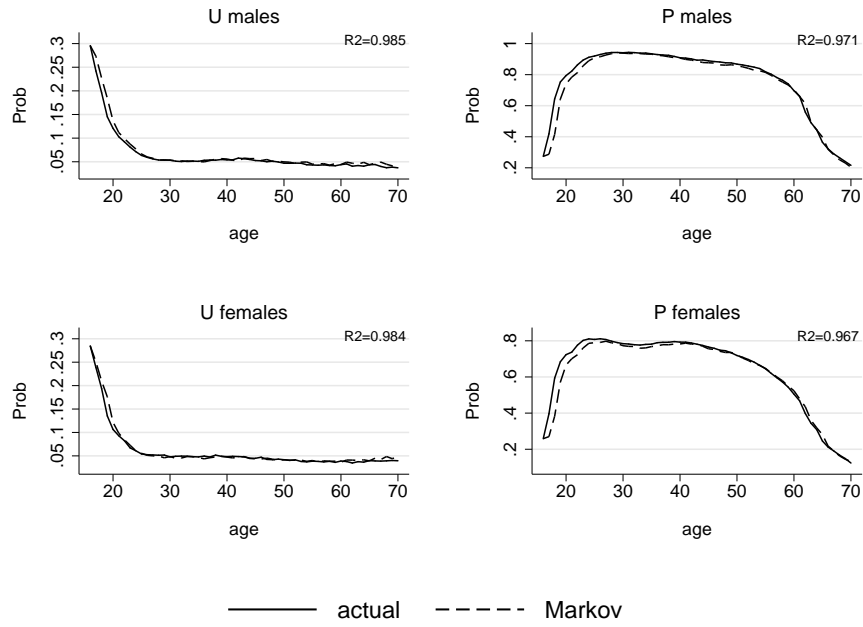 U males
R2=0.985
Prob
.05 .1 .15 .2 .25 .3
20 30 40 50 60 70
age
P males
R2=0.971
Prob
.2 .4 .6 .8 1
20 30 40 50 60 70
age
U females
R2=0.984
Prob
.05 .1 .15 .2 .25 .3
20 30 40 50 60 70
age
P females
R2=0.967
Prob
.2 .4 .6 .8
20 30 40 50 60 70
age
actual Markov